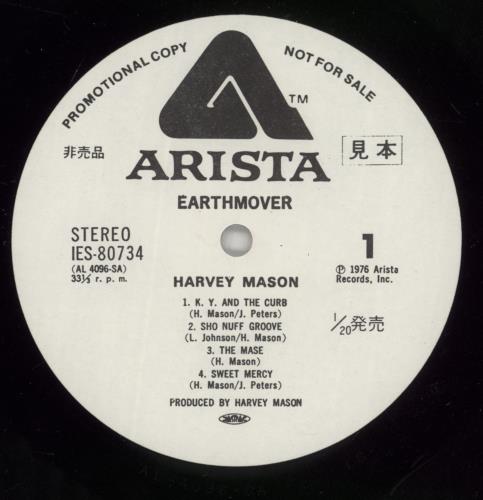 PROMOTIONAL COPY
NOT FOR SALE
TM
非売品
見本
ARISTA
EARTHMOVER
STEREO
IES-80734
(AL 4096-SA)
33⅓ r. p. m.
1
Ⓟ 1976 Arista
Records, Inc.
HARVEY MASON
1. K. Y. AND THE CURB
(H. Mason/J. Peters)
2. SHO NUFF GROOVE
(L. Johnson/H. Mason)
3. THE MASE
(H. Mason)
4. SWEET MERCY
(H. Mason/J. Peters)
1/20発売
PRODUCED BY HARVEY MASON